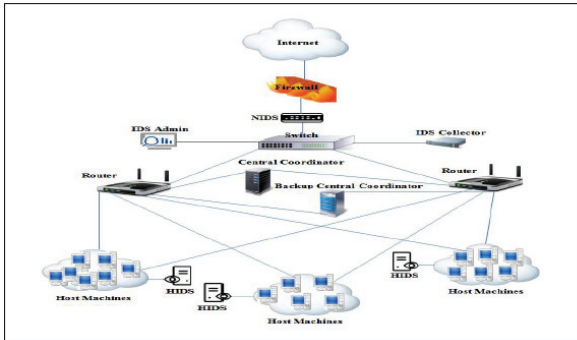 Internet
Firewall
NIDS
IDS Admin
Switch
IDS Collector
Central Coordinator
Router
Backup Central Coordinator
Router
HIDS
Host Machines
HIDS
Host Machines
HIDS
Host Machines